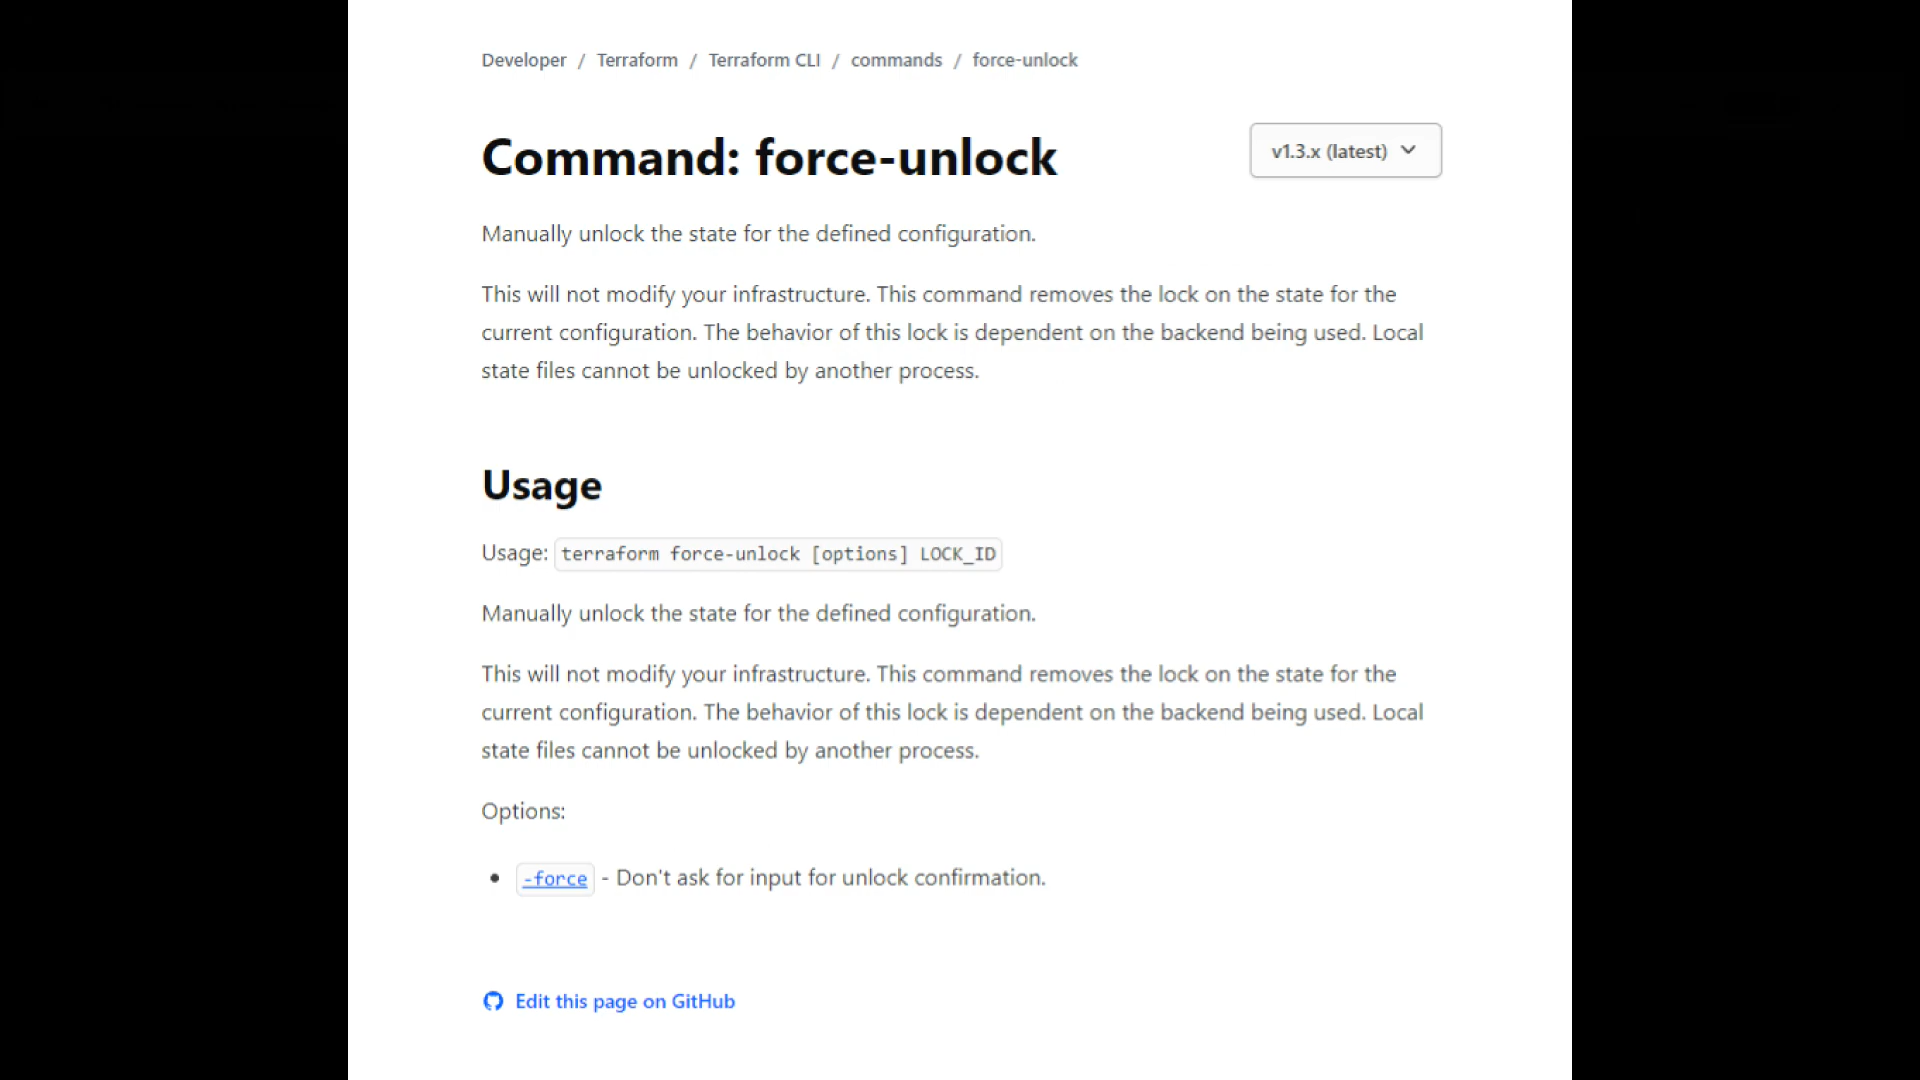 Developer / Terraform / Terraform CLI / commands / force-unlock
Command: force-unlock
v1.3.x (latest)
Manually unlock the state for the defined configuration.
This will not modify your infrastructure. This command removes the lock on the state for the
current configuration. The behavior of this lock is dependent on the backend being used. Local
state files cannot be unlocked by another process.
Usage
Usage: terraform force-unlock [options] LOCK_ID
Manually unlock the state for the defined configuration.
This will not modify your infrastructure. This command removes the lock on the state for the
current configuration. The behavior of this lock is dependent on the backend being used. Local
state files cannot be unlocked by another process.
Options:
• -force - Don't ask for input for unlock confirmation.
Edit this page on GitHub